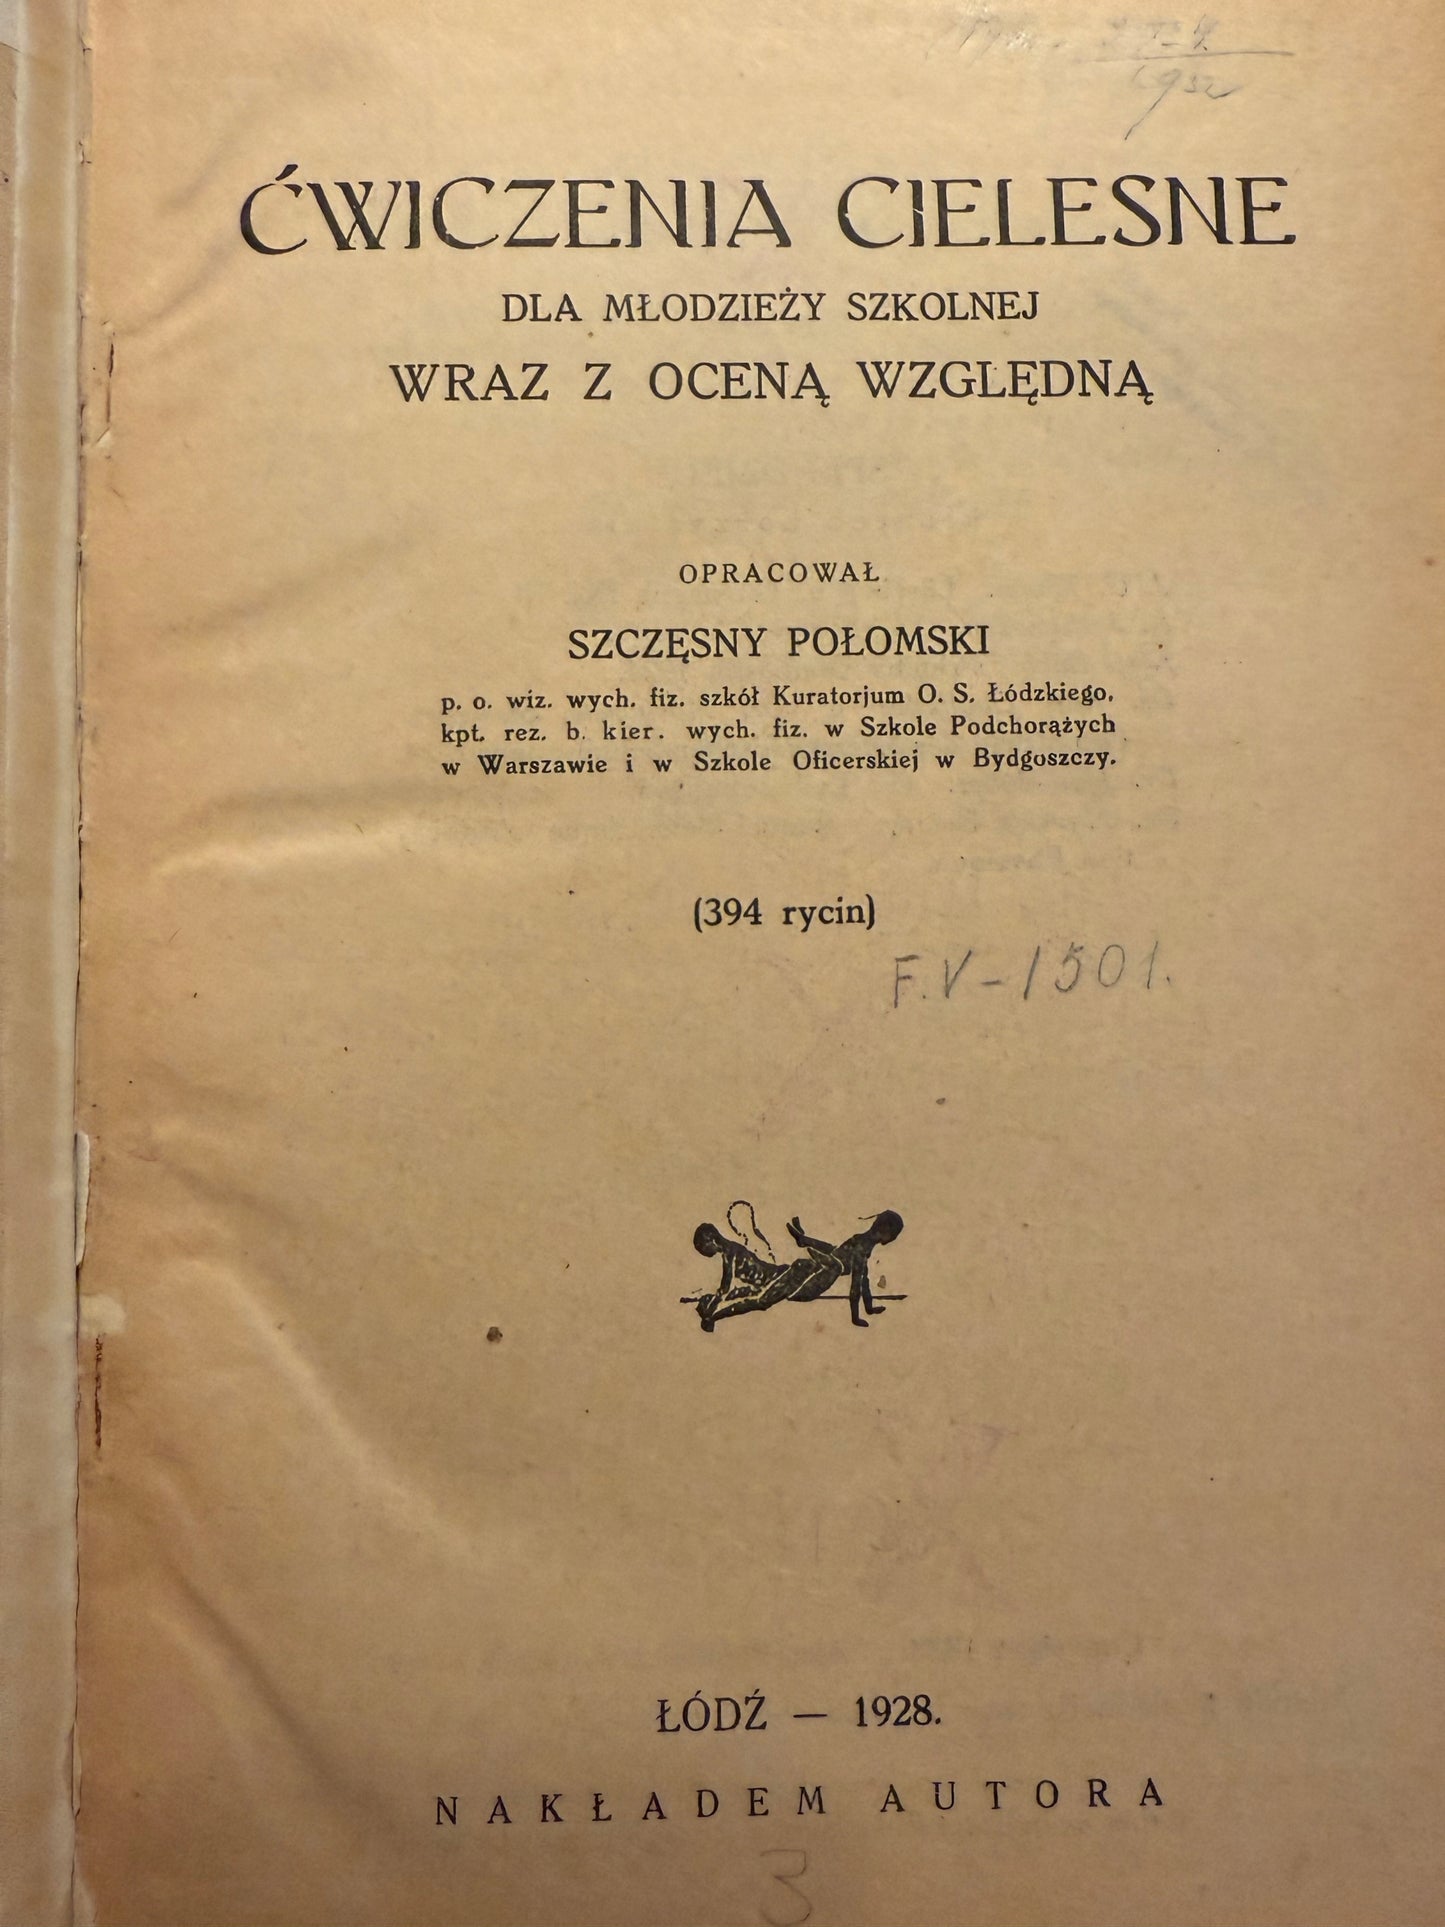 1932
ĆWICZENIA CIELESNE
DLA MŁODZIEŻY SZKOLNEJ
WRAZ Z OCENĄ WZGLĘDNĄ
OPRACOWAŁ
SZCZĘSNY POŁOMSKI
p. o. wiz. wych. fiz. szkół Kuratorjum O. S. Łódzkiego,
kpt. rez. b. kier. wych. fiz. w Szkole Podchorążych
w Warszawie i w Szkole Oficerskiej w Bydgoszczy.
(394 rycin)
F.V-1501.
ŁÓDŹ — 1928.
NAKŁADEM AUTORA
3